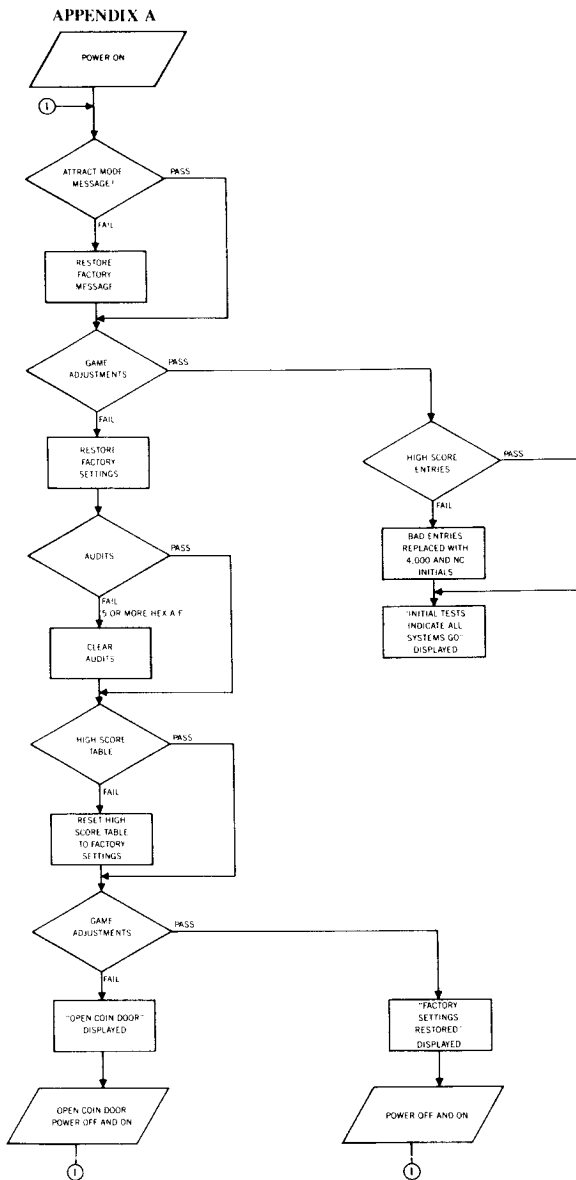 APPENDIX A
POWER ON
1
ATTRACT MODE
MESSAGE?
PASS
FAIL
RESTORE
FACTORY
MESSAGE
GAME
ADJUSTMENTS
PASS
FAIL
RESTORE
FACTORY
SETTINGS
HIGH SCORE
ENTRIES
PASS
FAIL
BAD ENTRIES
REPLACED WITH
4,000 AND NC
INITIALS
"INITIAL TESTS
INDICATE ALL
SYSTEMS GO"
DISPLAYED
AUDITS
PASS
FAIL
5 OR MORE HEX A-F
CLEAR
AUDITS
HIGH SCORE
TABLE
PASS
FAIL
RESET HIGH
SCORE TABLE
TO FACTORY
SETTINGS
GAME
ADJUSTMENTS
PASS
FAIL
"OPEN COIN DOOR"
DISPLAYED
"FACTORY
SETTINGS
RESTORED"
DISPLAYED
OPEN COIN DOOR
POWER OFF AND ON
POWER OFF AND ON
1
1